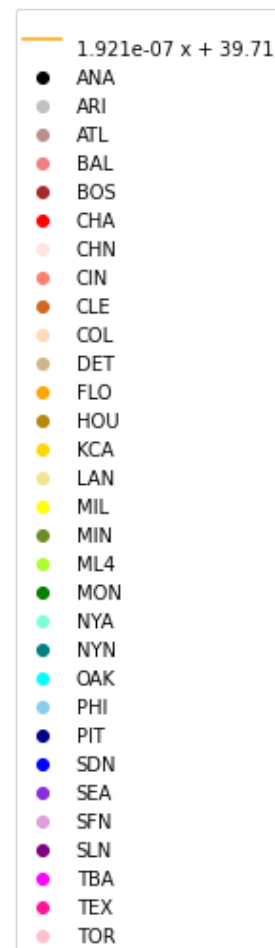 1.921e-07 x + 39.71
ANA
ARI
ATL
BAL
BOS
CHA
CHN
CIN
CLE
COL
DET
FLO
HOU
KCA
LAN
MIL
MIN
ML4
MON
NYA
NYN
OAK
PHI
PIT
SDN
SEA
SFN
SLN
TBA
TEX
TOR